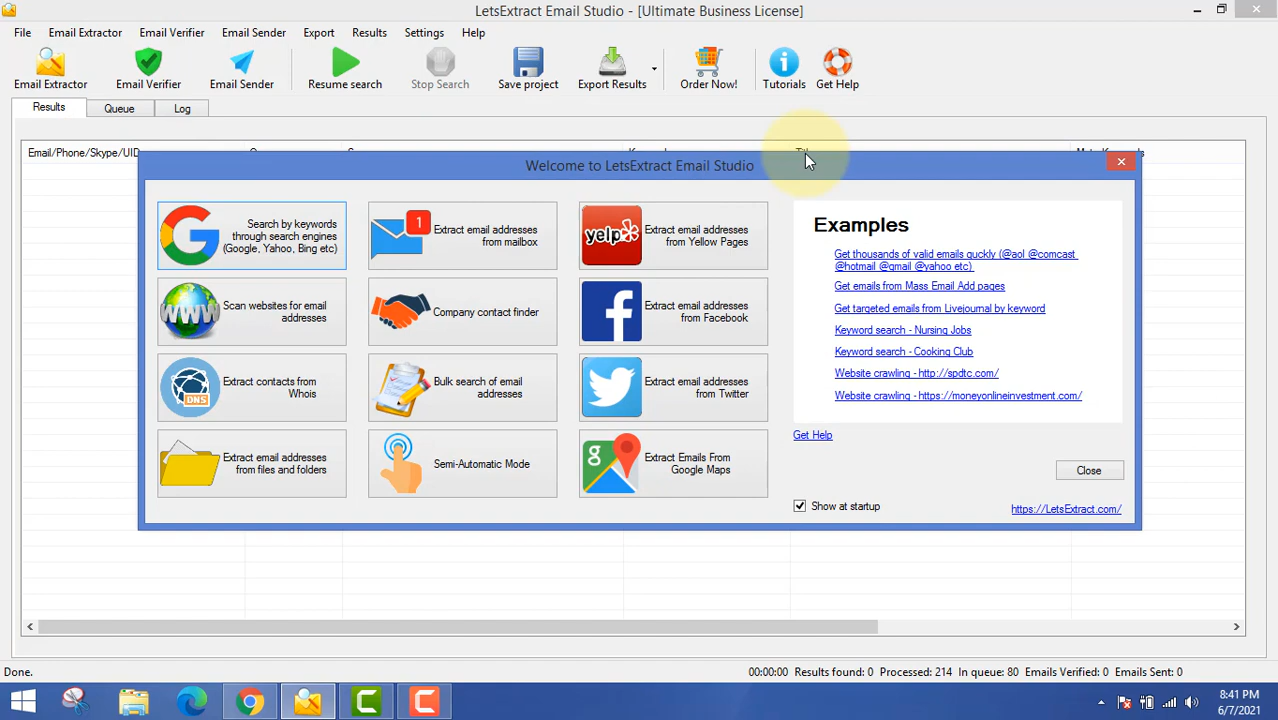 LetsExtract Email Studio - [Ultimate Business License]
File Email Extractor Email Verifier Email Sender Export Results Settings Help
Email Extractor Email Verifier Email Sender Resume search Stop Search Save project Export Results Order Now! Tutorials Get Help
Results Queue Log
Email/Phone/Skype/UID
Welcome to LetsExtract Email Studio
Search by keywords
through search engines
(Google, Yahoo, Bing etc)
1
Extract email addresses
from mailbox
yelp
Extract email addresses
from Yellow Pages
WWW
Scan websites for email
addresses
Company contact finder
Extract email addresses
from Facebook
DNS
Extract contacts from
Whois
Bulk search of email
addresses
Extract email addresses
from Twitter
Extract email addresses
from files and folders
Semi-Automatic Mode
Extract Emails From
Google Maps
Examples
Get thousands of valid emails quckly (@aol @comcast
@hotmail @gmail @yahoo etc)
Get emails from Mass Email Add pages
Get targeted emails from Livejournal by keyword
Keyword search - Nursing Jobs
Keyword search - Cooking Club
Website crawling - http://spdtc.com/
Website crawling - https://moneyonlineinvestment.com/
Get Help
Close
Show at startup
https://LetsExtract.com/
Done. 00:00:00 Results found: 0 Processed: 214 In queue: 80 Emails Verified: 0 Emails Sent: 0
8:41 PM
6/7/2021